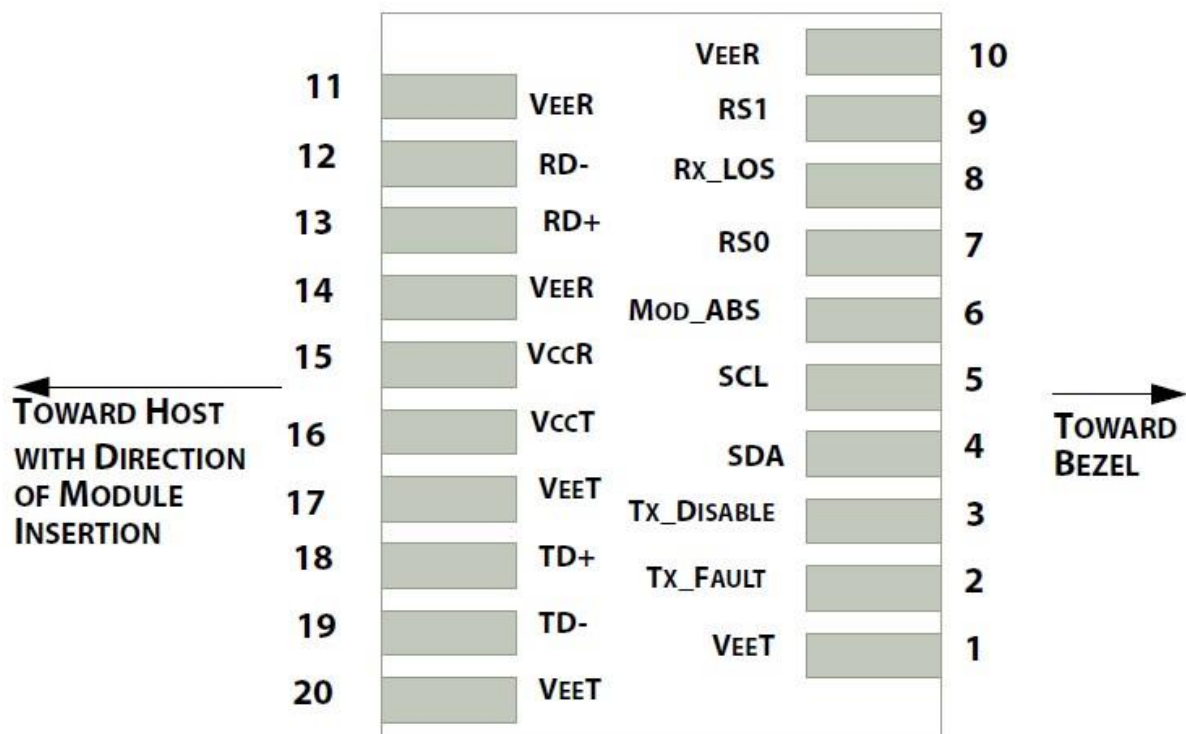 11 VEER
12 RD-
13 RD+
14 VEER
15 VCCR
16 VCCT
17 VEET
18 TD+
19 TD-
20 VEET
VEER 10
RS1 9
RX_LOS 8
RS0 7
MOD_ABS 6
SCL 5
SDA 4
TX_DISABLE 3
TX_FAULT 2
VEET 1
TOWARD HOST
WITH DIRECTION
OF MODULE
INSERTION
TOWARD
BEZEL